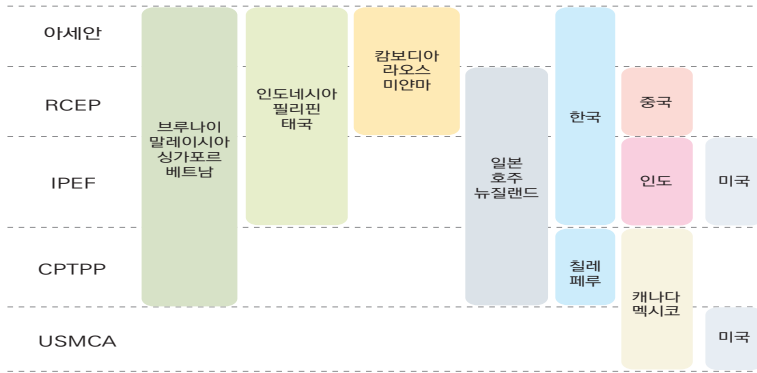 아세안
RCEP
IPEF
CPTPP
USMCA
브루나이
말레이시아
싱가포르
베트남
인도네시아
필리핀
태국
캄보디아
라오스
미얀마
일본
호주
뉴질랜드
한국
칠레
페루
중국
인도
캐나다
멕시코
미국
미국